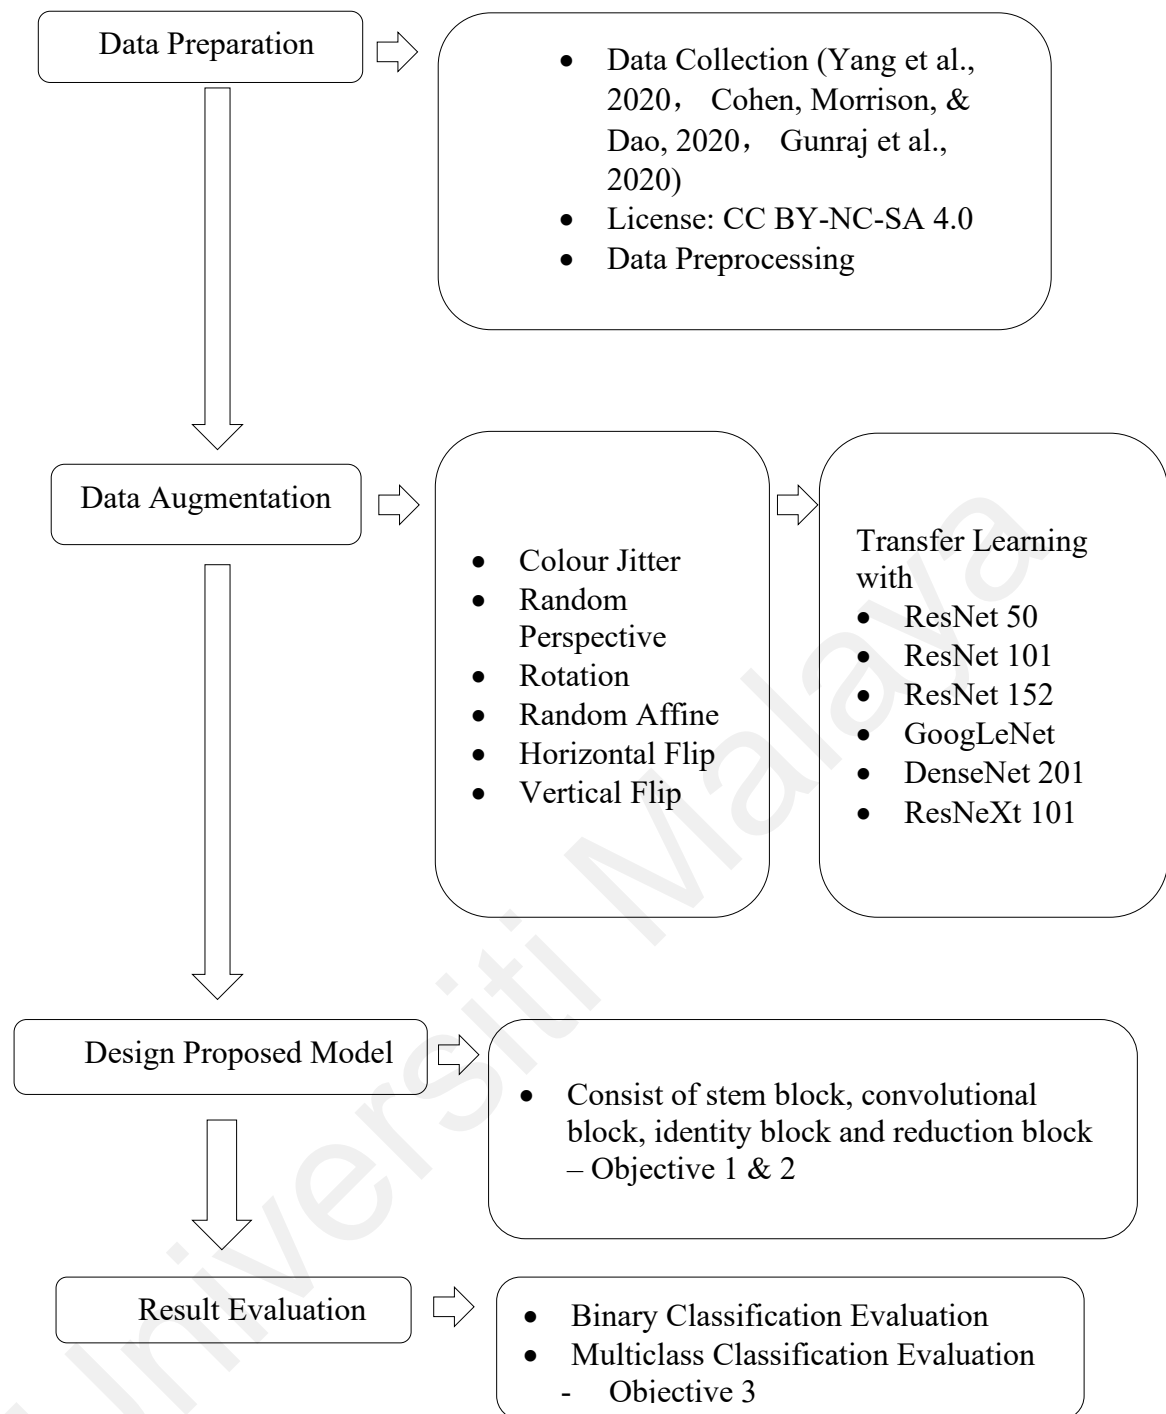 Data Preparation
• Data Collection (Yang et al.,
2020， Cohen, Morrison, &
Dao, 2020， Gunraj et al.,
2020)
• License: CC BY-NC-SA 4.0
• Data Preprocessing
Data Augmentation
• Colour Jitter
• Random
Perspective
• Rotation
• Random Affine
• Horizontal Flip
• Vertical Flip
Transfer Learning
with
• ResNet 50
• ResNet 101
• ResNet 152
• GoogLeNet
• DenseNet 201
• ResNeXt 101
Design Proposed Model
• Consist of stem block, convolutional
block, identity block and reduction block
– Objective 1 & 2
Result Evaluation
• Binary Classification Evaluation
• Multiclass Classification Evaluation
- Objective 3
Universiti Malaya